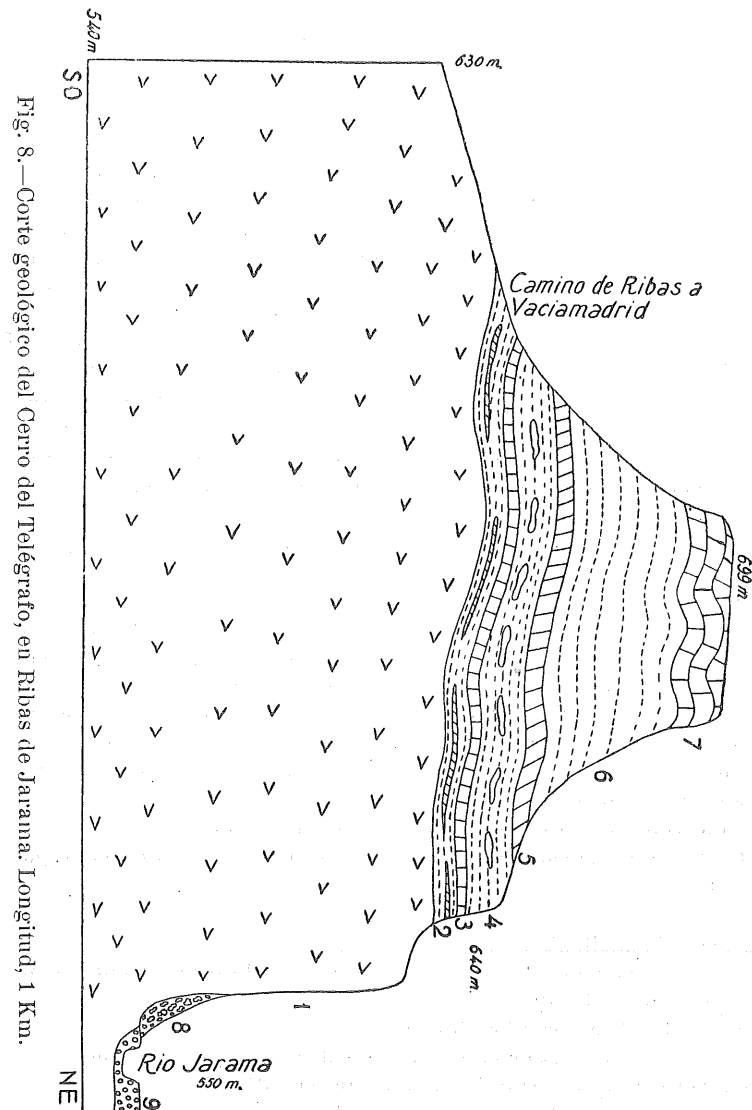 540 m
SO
630 m.
Camino de Ribas a
Vaciamadrid
699 m
7
6
5
4
3
2
640 m.
1
8
Rio Jarama
550 m.
9
NE
Fig. 8.—Corte geológico del Cerro del Telégrafo, en Ribas de Jarama. Longitud, 1 Km.